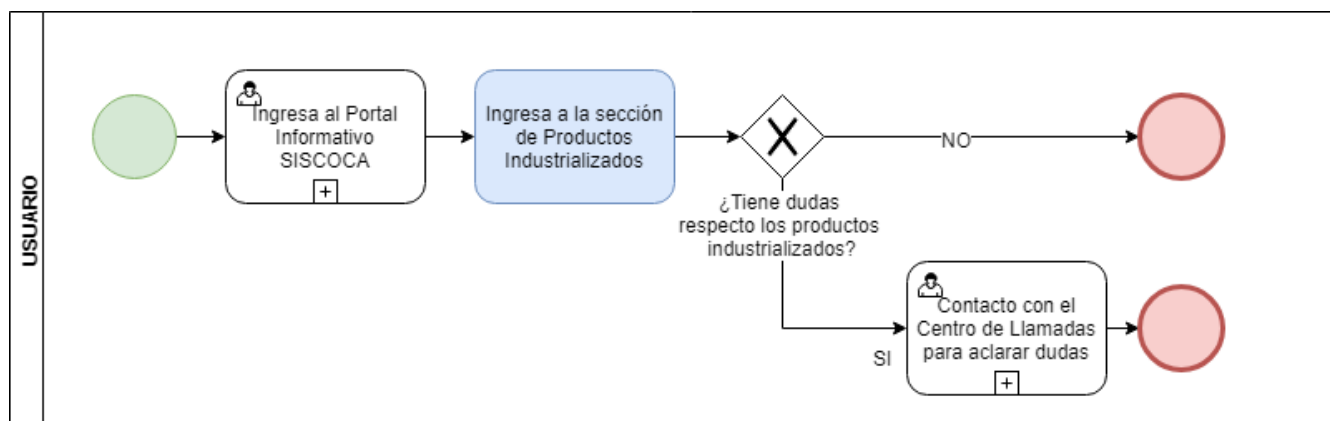 USUARIO
Ingresa al Portal
Informativo
SISCOCA
Ingresa a la sección
de Productos
Industrializados
NO
¿Tiene dudas
respecto los productos
industrializados?
SI
Contacto con el
Centro de Llamadas
para aclarar dudas